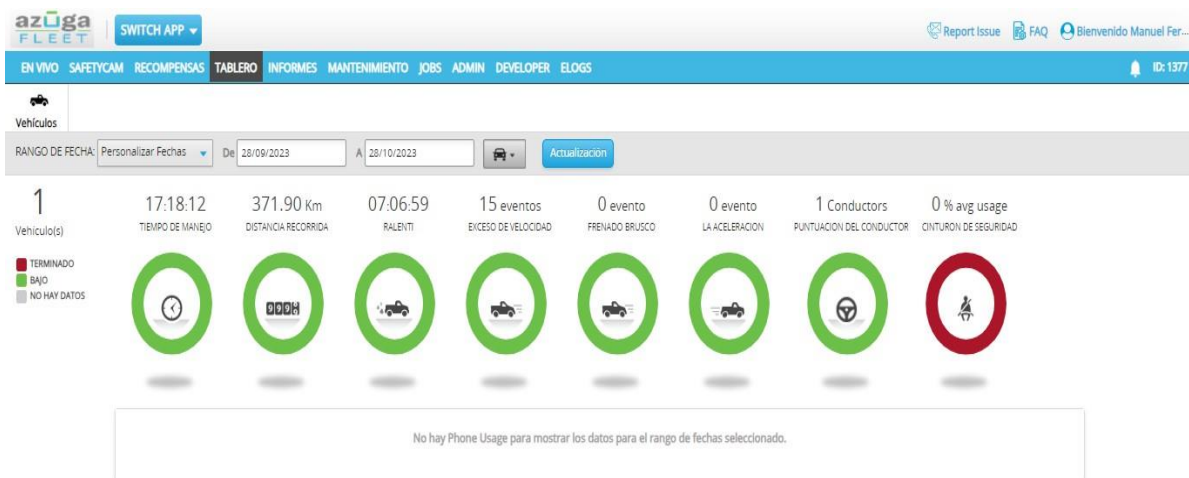 azūga
FLEET
SWITCH APP
Report Issue FAQ Bienvenido Manuel Fer...
EN VIVO SAFETYCAM RECOMPENSAS TABLERO INFORMES MANTENIMIENTO JOBS ADMIN DEVELOPER ELOGS ID: 1377
Vehículos
RANGO DE FECHA: Personalizar Fechas De 28/09/2023 A 28/10/2023 Actualización
1 17:18:12 371.90 Km 07:06:59 15 eventos 0 evento 0 evento 1 Conductors 0 % avg usage
Vehiculo(s) TIEMPO DE MANEJO DISTANCIA RECORRIDA RALENTI EXCESO DE VELOCIDAD FRENADO BRUSCO LA ACELERACION PUNTUACION DEL CONDUCTOR CINTURON DE SEGURIDAD
TERMINADO
BAJO
NO HAY DATOS
No hay Phone Usage para mostrar los datos para el rango de fechas seleccionado.